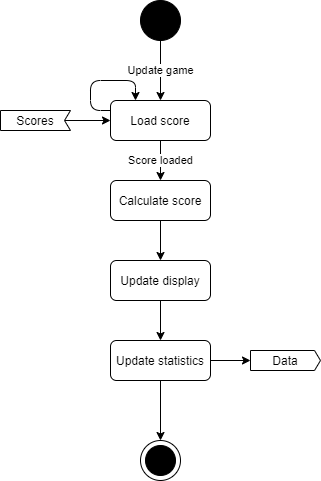 Update game
Load score
Scores
Score loaded
Calculate score
Update display
Update statistics
Data